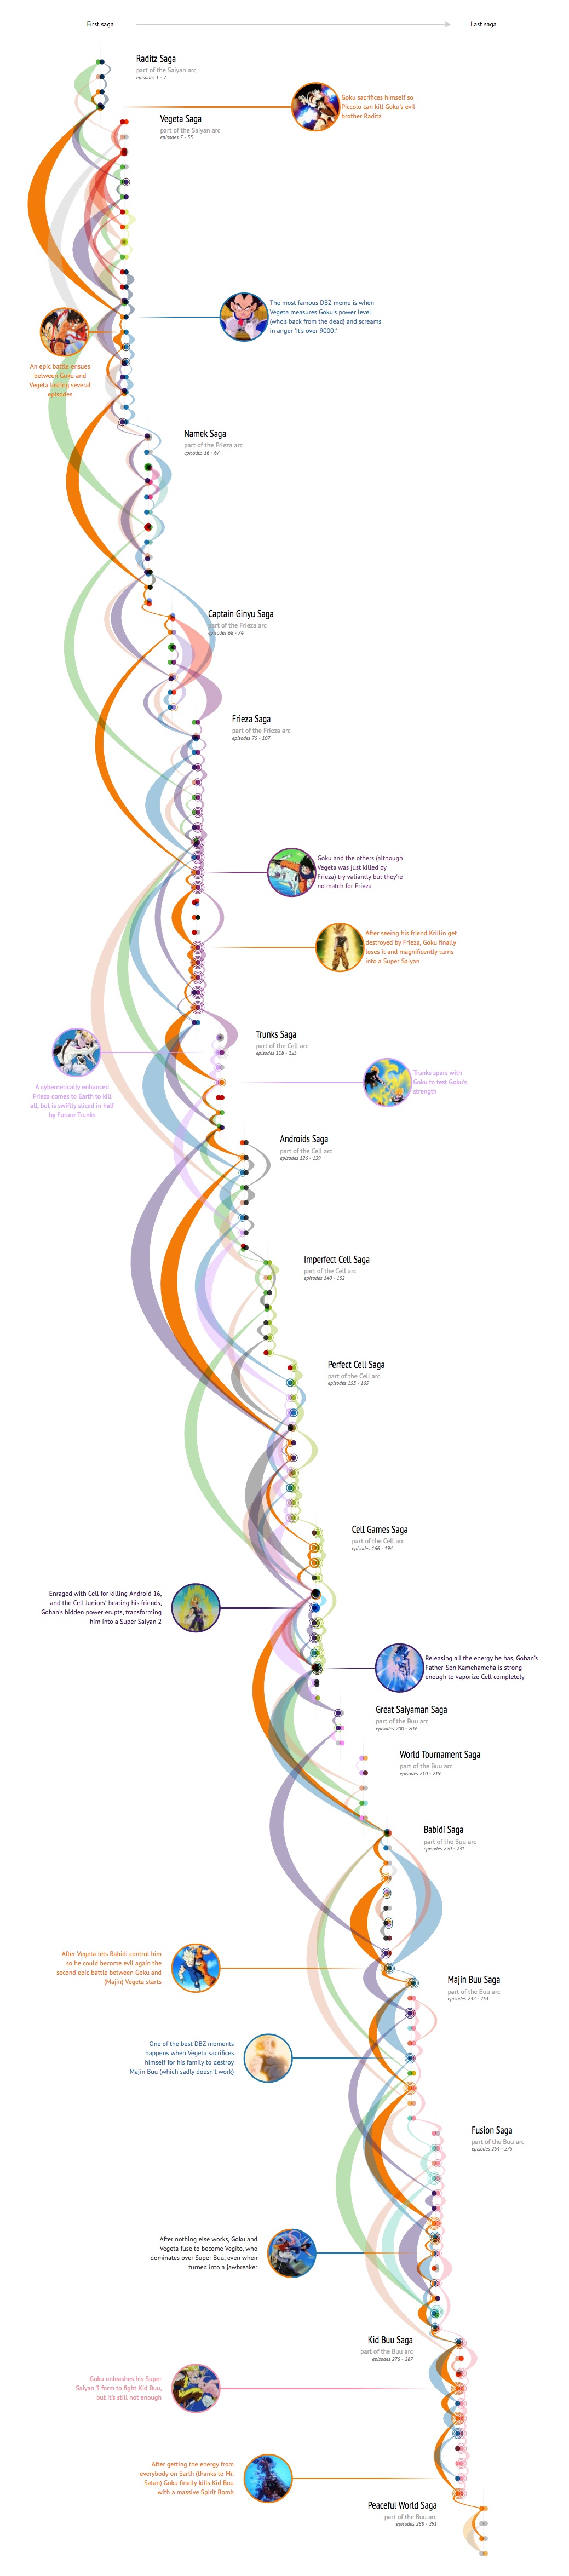 First saga
Last saga
Raditz Saga
part of the Saiyan arc
episodes 1 - 7
Goku sacrifices himself so
Piccolo can kill Goku's evil
brother Raditz
Vegeta Saga
part of the Saiyan arc
episodes 7 - 35
The most famous DBZ meme is when
Vegeta measures Goku's power level
(who's back from the dead) and screams
in anger 'It's over 9000!'
An epic battle ensues
between Goku and
Vegeta lasting several
episodes
Namek Saga
part of the Frieza arc
episodes 36 - 67
Captain Ginyu Saga
part of the Frieza arc
episodes 68 - 74
Frieza Saga
part of the Frieza arc
episodes 75 - 107
Goku and the others (although
Vegeta was just killed by
Frieza) try valiantly but they're
no match for Frieza
After seeing his friend Krillin get
destroyed by Frieza, Goku finally
loses it and magnificently turns
into a Super Saiyan
Trunks Saga
part of the Cell arc
episodes 118 - 125
A cybernetically enhanced
Frieza comes to Earth to kill
all, but is swiftly sliced in half
by Future Trunks
Trunks spars with
Goku to test Goku's
strength
Androids Saga
part of the Cell arc
episodes 126 - 139
Imperfect Cell Saga
part of the Cell arc
episodes 140 - 152
Perfect Cell Saga
part of the Cell arc
episodes 153 - 165
Cell Games Saga
part of the Cell arc
episodes 166 - 194
Enraged with Cell for killing Android 16,
and the Cell Juniors' beating his friends,
Gohan's hidden power erupts, transforming
him into a Super Saiyan 2
Releasing all the energy he has, Gohan's
Father-Son Kamehameha is strong
enough to vaporize Cell completely
Great Saiyaman Saga
part of the Buu arc
episodes 200 - 209
World Tournament Saga
part of the Buu arc
episodes 210 - 219
Babidi Saga
part of the Buu arc
episodes 220 - 231
After Vegeta lets Babidi control him
so he could become evil again the
second epic battle between Goku and
(Majin) Vegeta starts
Majin Buu Saga
part of the Buu arc
episodes 232 - 253
One of the best DBZ moments
happens when Vegeta sacrifices
himself for his family to destroy
Majin Buu (which sadly doesn't work)
Fusion Saga
part of the Buu arc
episodes 254 - 275
After nothing else works, Goku and
Vegeta fuse to become Vegito, who
dominates over Super Buu, even when
turned into a jawbreaker
Kid Buu Saga
part of the Buu arc
episodes 276 - 287
Goku unleashes his Super
Saiyan 3 form to fight Kid Buu,
but it's still not enough
After getting the energy from
everybody on Earth (thanks to Mr.
Satan) Goku finally kills Kid Buu
with a massive Spirit Bomb
Peaceful World Saga
part of the Buu arc
episodes 288 - 291